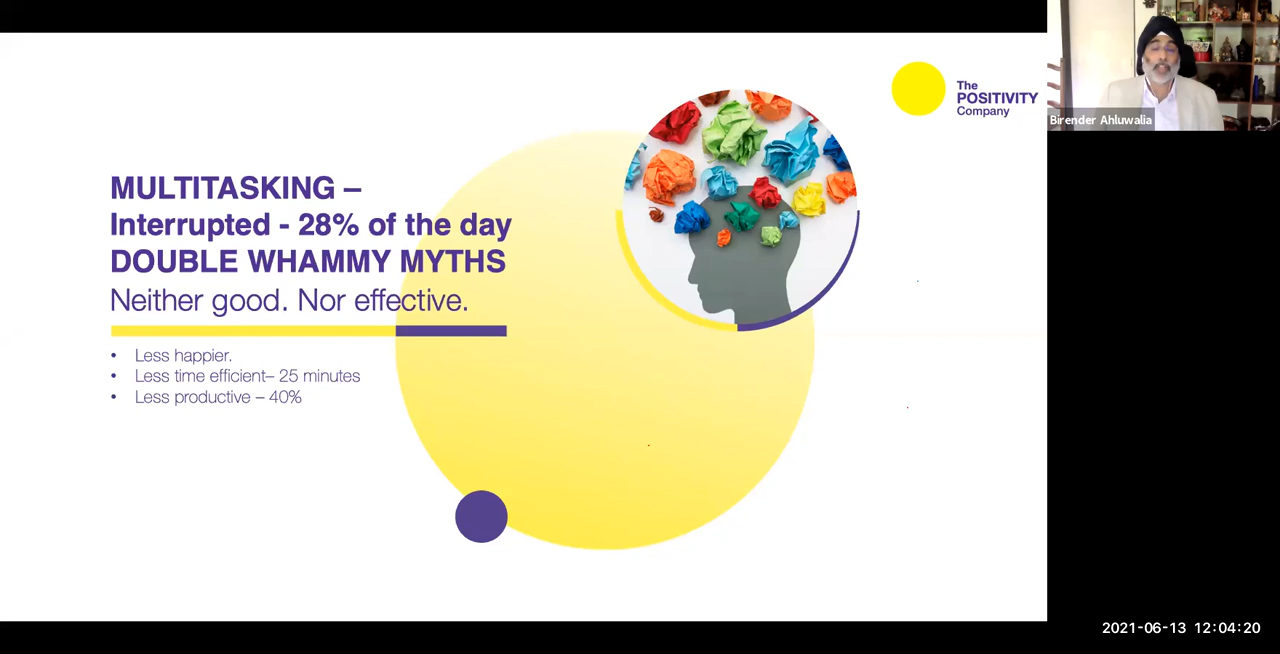 The
POSITIVITY
Company
Birender Ahluwalia
MULTITASKING –
Interrupted - 28% of the day
DOUBLE WHAMMY MYTHS
Neither good. Nor effective.
• Less happier.
• Less time efficient– 25 minutes
• Less productive – 40%
2021-06-13 12:04:20